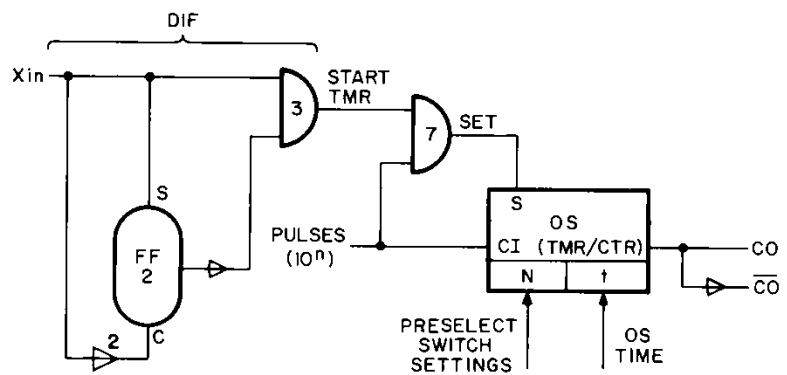 DIF
Xin
3
START
TMR
7
SET
S
FF
2
C
2
PULSES
(10ⁿ)
S
OS
CI (TMR/CTR)
N
t
CO
C̅O̅
PRESELECT
SWITCH
SETTINGS
OS
TIME